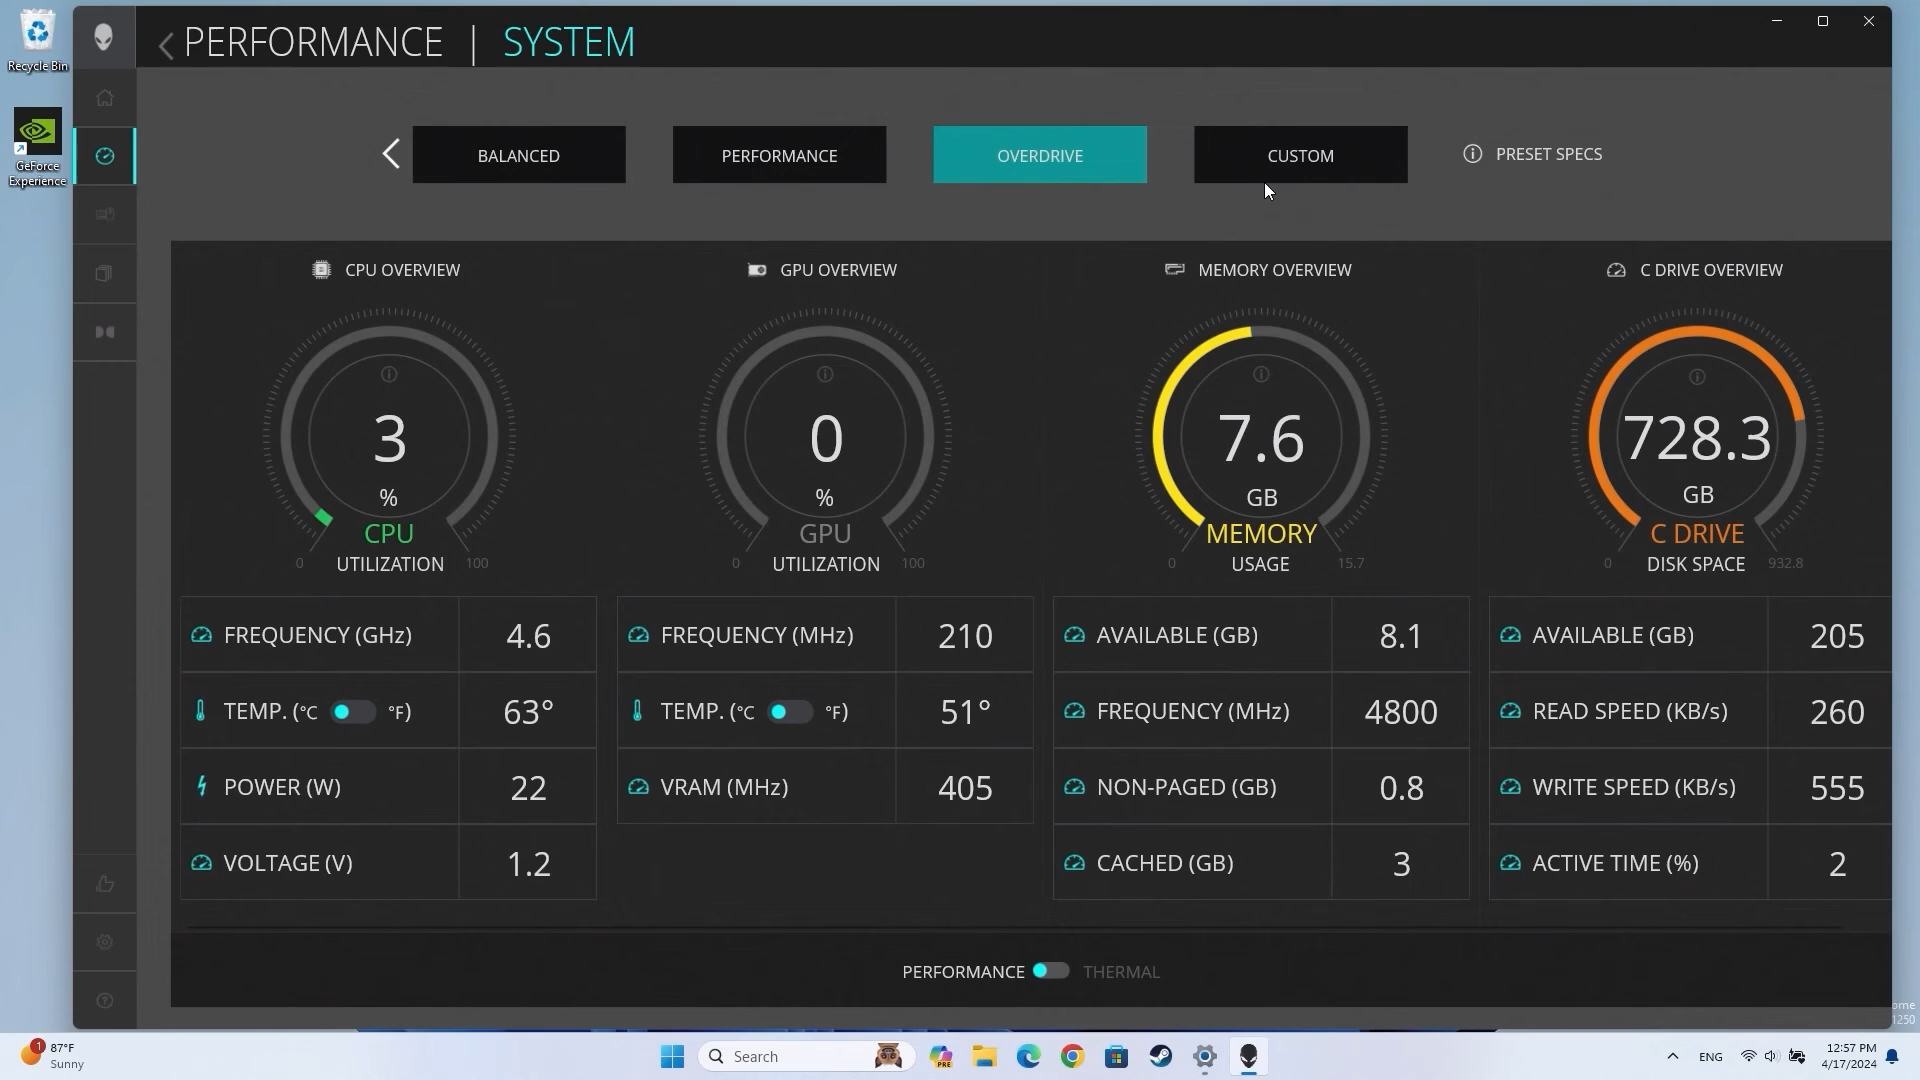 Recycle Bin
GeForce
Experience
PERFORMANCE | SYSTEM
BALANCED
PERFORMANCE
OVERDRIVE
CUSTOM
PRESET SPECS
CPU OVERVIEW
3
%
CPU
0 UTILIZATION 100
FREQUENCY (GHz) 4.6
TEMP. (°C °F) 63°
POWER (W) 22
VOLTAGE (V) 1.2
GPU OVERVIEW
0
%
GPU
0 UTILIZATION 100
FREQUENCY (MHz) 210
TEMP. (°C °F) 51°
VRAM (MHz) 405
MEMORY OVERVIEW
7.6
GB
MEMORY
0 USAGE 15.7
AVAILABLE (GB) 8.1
FREQUENCY (MHz) 4800
NON-PAGED (GB) 0.8
CACHED (GB) 3
C DRIVE OVERVIEW
728.3
GB
C DRIVE
0 DISK SPACE 932.8
AVAILABLE (GB) 205
READ SPEED (KB/s) 260
WRITE SPEED (KB/s) 555
ACTIVE TIME (%) 2
PERFORMANCE THERMAL
ome
1250
1
87°F
Sunny
Search
PRE
ENG
12:57 PM
4/17/2024